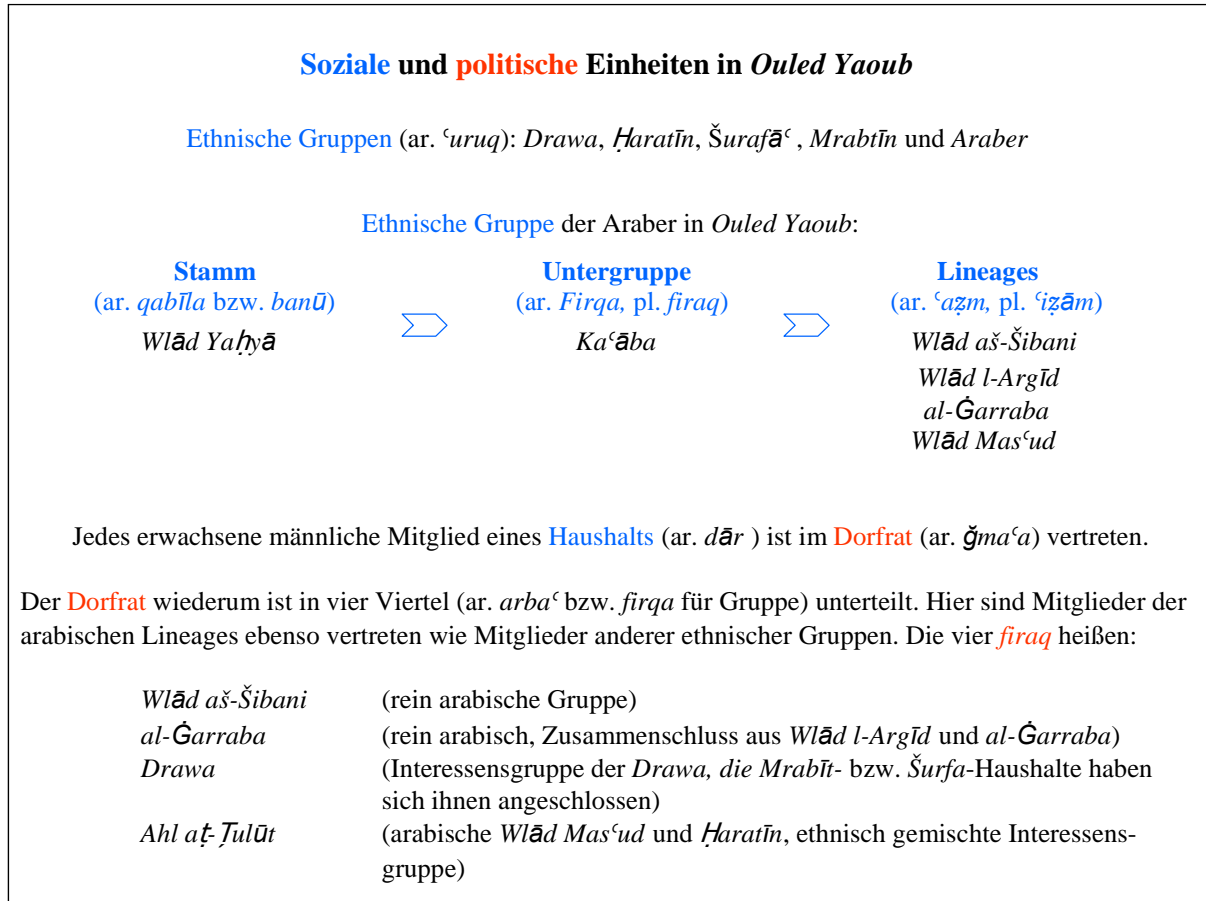 Soziale und politische Einheiten in Ouled Yaoub
Ethnische Gruppen (ar. ʿuruq): Drawa, Ḥaratīn, Šurafāʿ , Mrabtīn und Araber
Ethnische Gruppe der Araber in Ouled Yaoub:
Stamm Untergruppe Lineages
(ar. qabīla bzw. banū) (ar. Firqa, pl. firaq) (ar. ʿaẓm, pl. ʿiẓām)
Wlād Yaḥyā Kaʿāba Wlād aš-Šibani
Wlād l-Argīd
al-Ġarraba
Wlād Masʿud
Jedes erwachsene männliche Mitglied eines Haushalts (ar. dār ) ist im Dorfrat (ar. ğmaʿa) vertreten.
Der Dorfrat wiederum ist in vier Viertel (ar. arbaʿ bzw. firqa für Gruppe) unterteilt. Hier sind Mitglieder der
arabischen Lineages ebenso vertreten wie Mitglieder anderer ethnischer Gruppen. Die vier firaq heißen:
Wlād aš-Šibani (rein arabische Gruppe)
al-Ġarraba (rein arabisch, Zusammenschluss aus Wlād l-Argīd und al-Ġarraba)
Drawa (Interessensgruppe der Drawa, die Mrabīt- bzw. Šurfa-Haushalte haben
sich ihnen angeschlossen)
Ahl aṭ-Ṭulūt (arabische Wlād Masʿud und Ḥaratīn, ethnisch gemischte Interessens-
gruppe)